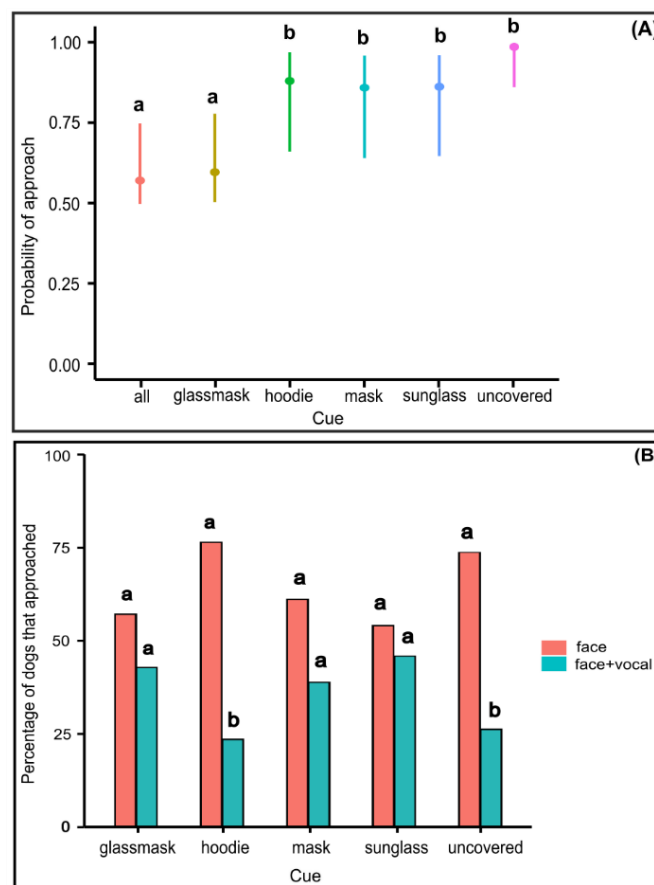 (A)
1.00
0.75
0.50
0.25
0.00
Probability of approach
a
a
b
b
b
b
all
glassmask
hoodie
mask
sunglass
uncovered
Cue
(B
100
75
50
25
0
Percentage of dogs that approached
a
a
a
b
a
a
a
a
a
b
face
face+vocal
glassmask
hoodie
mask
sunglass
uncovered
Cue